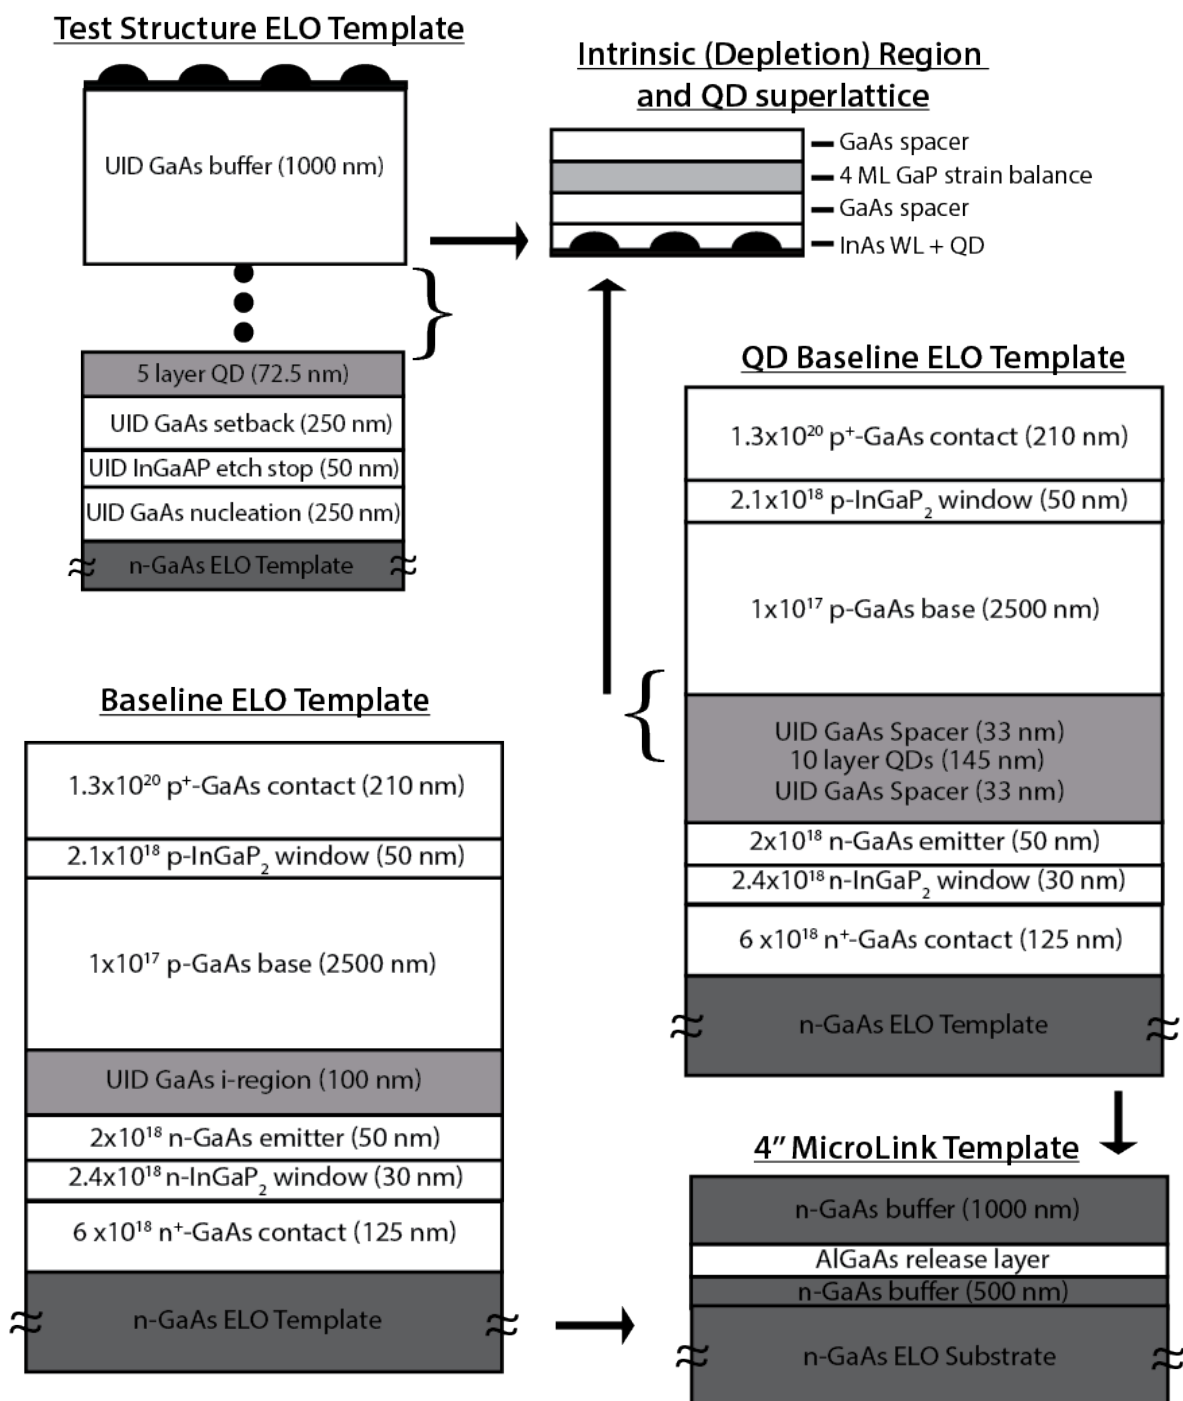 Test Structure ELO Template
UID GaAs buffer (1000 nm)
5 layer QD (72.5 nm)
UID GaAs setback (250 nm)
UID InGaAP etch stop (50 nm)
UID GaAs nucleation (250 nm)
n-GaAs ELO Template
Intrinsic (Depletion) Region
and QD superlattice
GaAs spacer
4 ML GaP strain balance
GaAs spacer
InAs WL + QD
QD Baseline ELO Template
1.3x10²⁰ p⁺-GaAs contact (210 nm)
2.1x10¹⁸ p-InGaP₂ window (50 nm)
1x10¹⁷ p-GaAs base (2500 nm)
UID GaAs Spacer (33 nm)
10 layer QDs (145 nm)
UID GaAs Spacer (33 nm)
2x10¹⁸ n-GaAs emitter (50 nm)
2.4x10¹⁸ n-InGaP₂ window (30 nm)
6 x10¹⁸ n⁺-GaAs contact (125 nm)
n-GaAs ELO Template
Baseline ELO Template
1.3x10²⁰ p⁺-GaAs contact (210 nm)
2.1x10¹⁸ p-InGaP₂ window (50 nm)
1x10¹⁷ p-GaAs base (2500 nm)
UID GaAs i-region (100 nm)
2x10¹⁸ n-GaAs emitter (50 nm)
2.4x10¹⁸ n-InGaP₂ window (30 nm)
6 x10¹⁸ n⁺-GaAs contact (125 nm)
n-GaAs ELO Template
4” MicroLink Template
n-GaAs buffer (1000 nm)
AlGaAs release layer
n-GaAs buffer (500 nm)
n-GaAs ELO Substrate